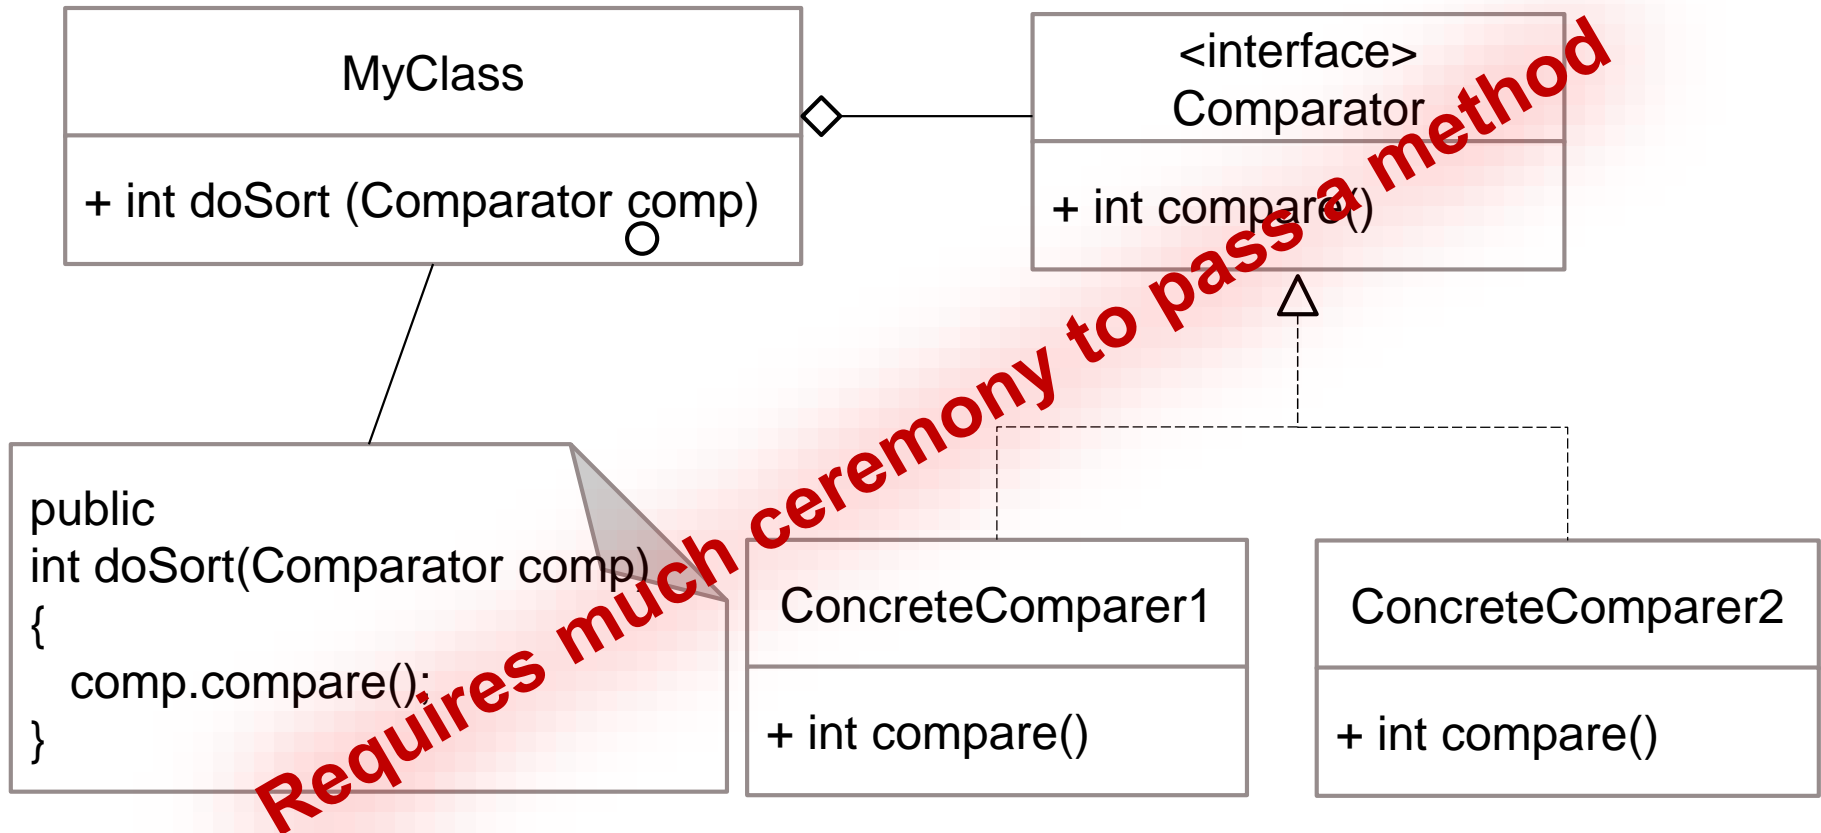 MyClass
+ int doSort (Comparator comp)
<interface>
Comparator
+ int compare()
public
int doSort(Comparator comp)
{
comp.compare();
}
ConcreteComparer1
+ int compare()
ConcreteComparer2
+ int compare()
Requires much ceremony to pass a method